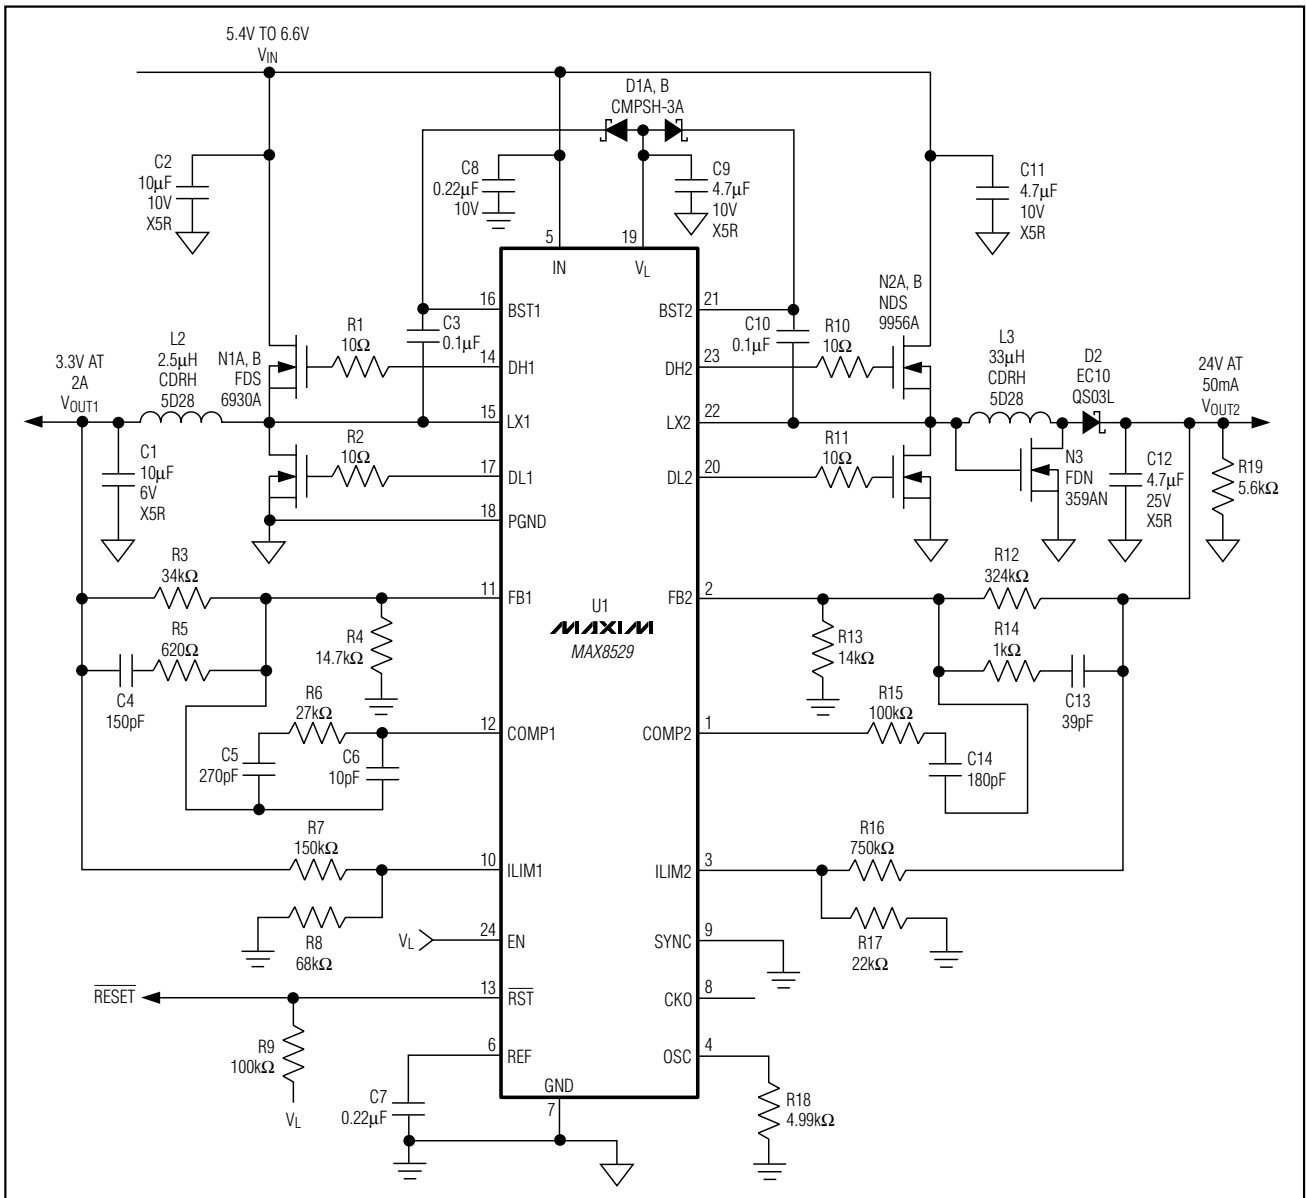 5.4V TO 6.6V
VIN
D1A, B
CMPSH-3A
C2
10µF
10V
X5R
C8
0.22µF
10V
C9
4.7µF
10V
X5R
C11
4.7µF
10V
X5R
5
19
IN
VL
16
BST1
BST2
21
N2A, B
NDS
9956A
C3
0.1µF
C10
0.1µF
R1
10Ω
14
DH1
DH2
23
R10
10Ω
L2
2.5µH
CDRH
5D28
N1A, B
FDS
6930A
L3
33µH
CDRH
5D28
D2
EC10
QS03L
3.3V AT
2A
VOUT1
24V AT
50mA
VOUT2
15
LX1
LX2
22
C1
10µF
6V
X5R
R2
10Ω
17
DL1
DL2
20
R11
10Ω
N3
FDN
359AN
C12
4.7µF
25V
X5R
R19
5.6kΩ
18
PGND
R3
34kΩ
11
FB1
FB2
2
R12
324kΩ
U1
MAXIM
MAX8529
R5
620Ω
C4
150pF
R4
14.7kΩ
R13
14kΩ
R14
1kΩ
C13
39pF
R6
27kΩ
12
COMP1
COMP2
1
R15
100kΩ
C5
270pF
C6
10pF
C14
180pF
R7
150kΩ
10
ILIM1
ILIM2
3
R16
750kΩ
R8
68kΩ
R17
22kΩ
VL
24
EN
SYNC
9
RESET
13
RST
CKO
8
R9
100kΩ
VL
6
REF
OSC
4
GND
7
C7
0.22µF
R18
4.99kΩ